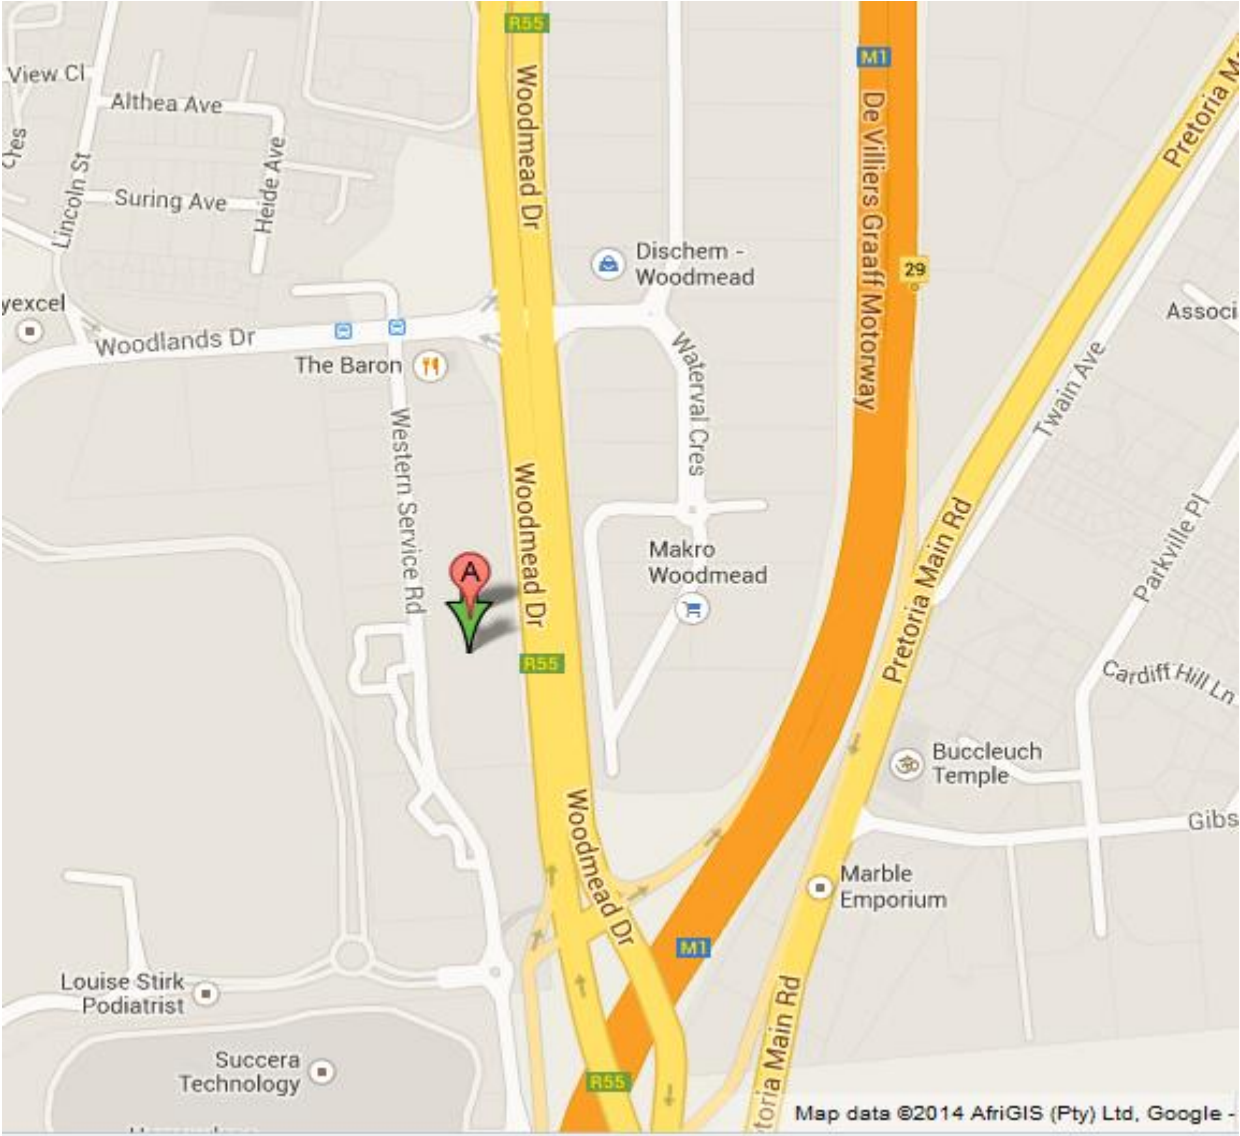 R55
M1
View Cl
Althea Ave
Cres
Lincoln St
Suring Ave
Heide Ave
Woodmead Dr
De Villiers Graaff Motorway
Pretoria M
Dischem -
Woodmead
29
yexcel
Woodlands Dr
The Baron
Waterval Cres
Associ
Twain Ave
Western Service Rd
Woodmead Dr
Pretoria Main Rd
Parkville Pl
Makro
Woodmead
A
R55
Cardiff Hill Ln
Buccleuch
Temple
Woodmead Dr
Gibs
Marble
Emporium
M1
Louise Stirk
Podiatrist
Succera
Technology
R55
toria Main Rd
Map data ©2014 AfriGIS (Pty) Ltd, Google -